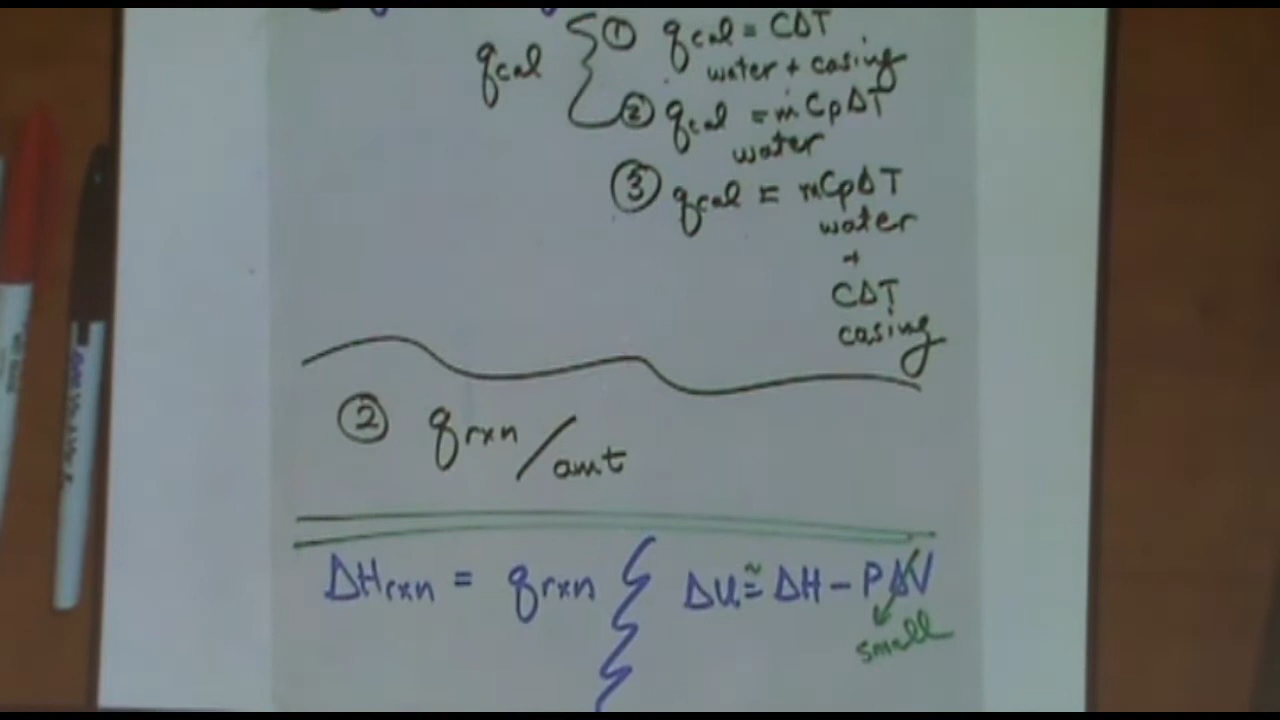 qcal { ① qcal = CΔT
water + casing
② qcal = mCpΔT
water
③ qcal = mCpΔT
water
+
CΔT
casing
② qrxn / amt
ΔHrxn = qrxn
ΔU ≅ ΔH - PΔV
small